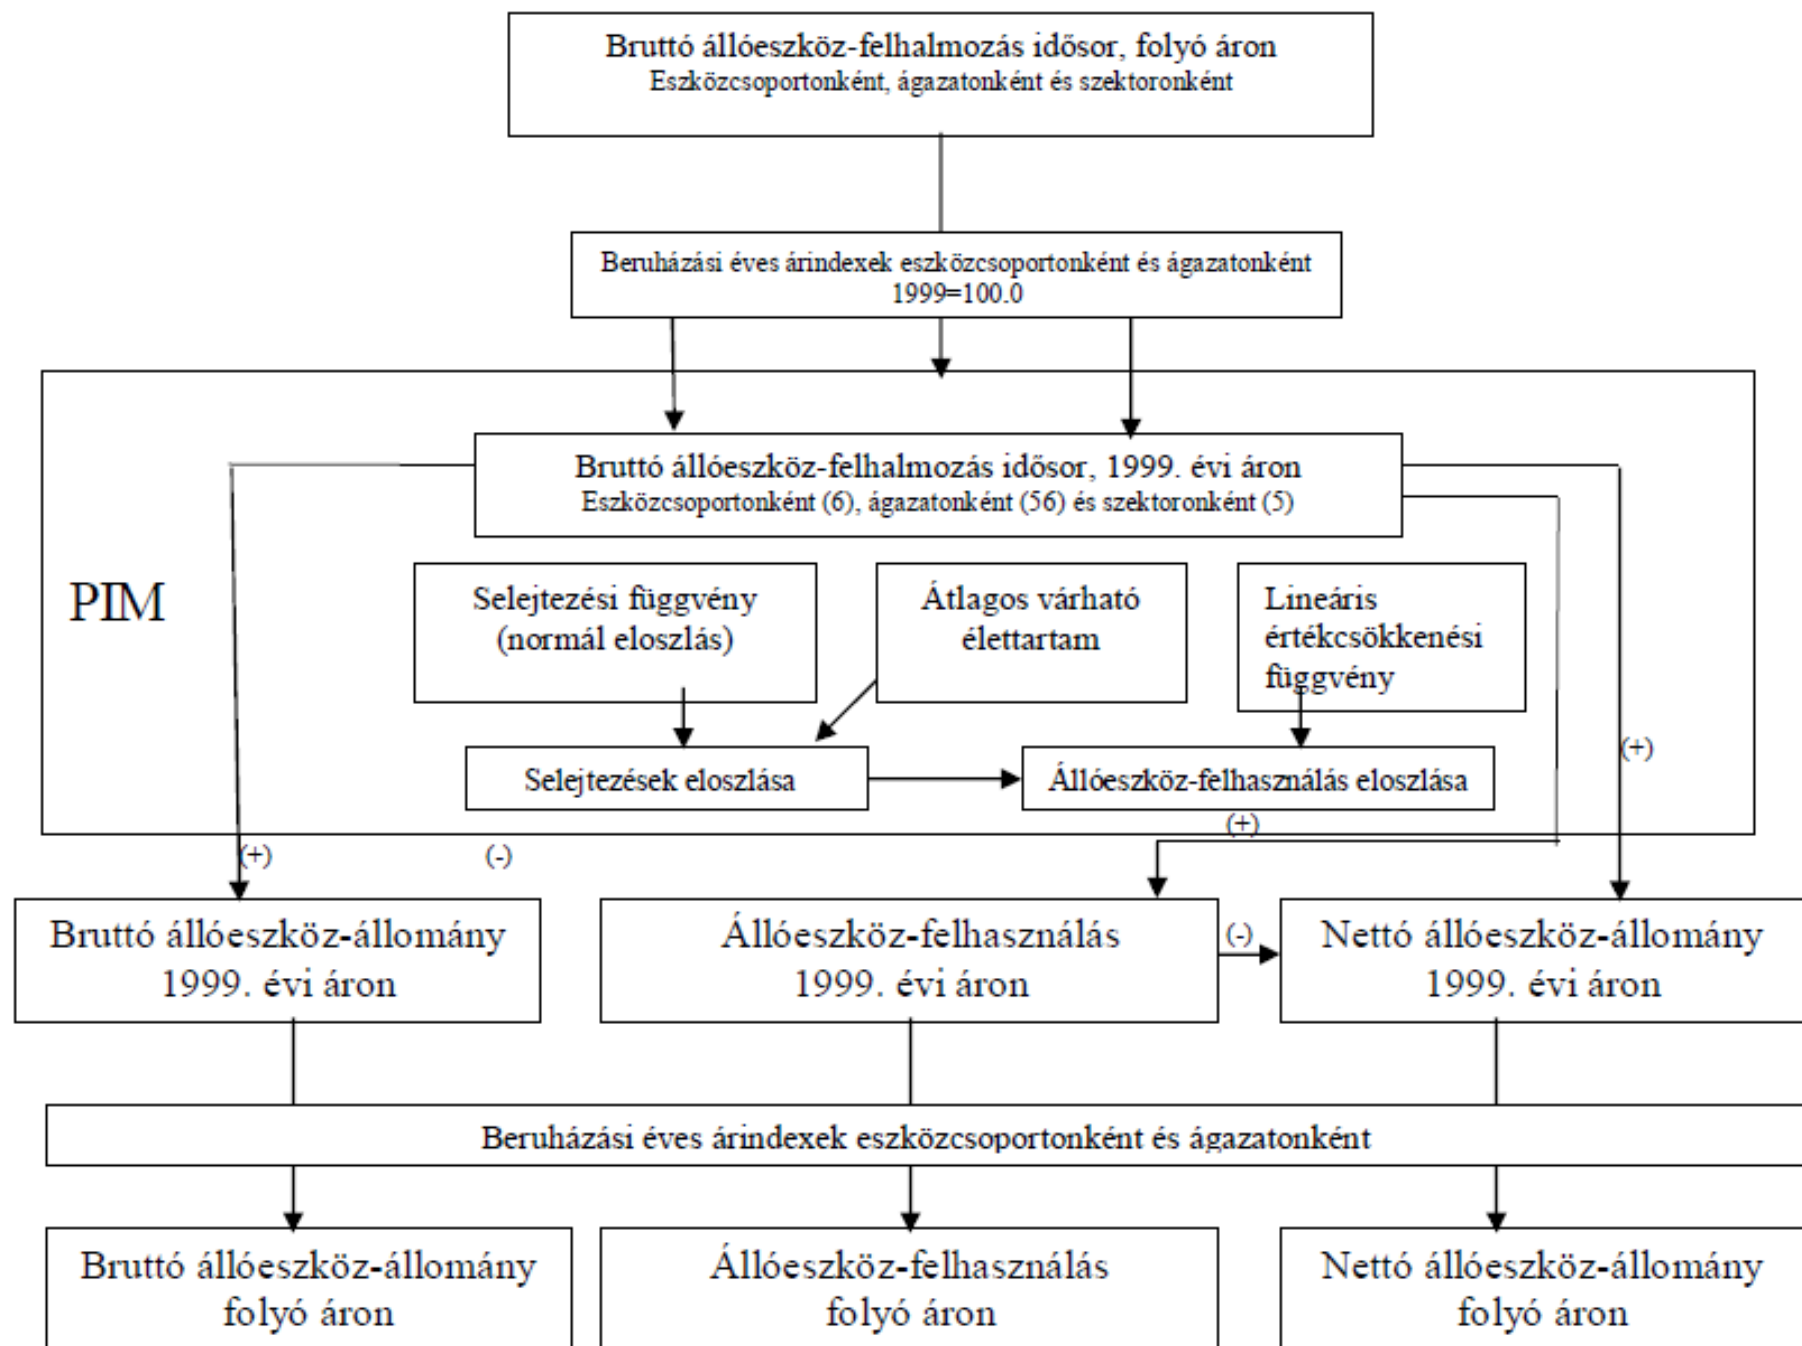 Bruttó állóeszköz-felhalmozás idősor, folyó áron
Eszközcsoportonként, ágazatonként és szektoronként
Beruházási éves árindexek eszközcsoportonként és ágazatonként
1999=100.0
Bruttó állóeszköz-felhalmozás idősor, 1999. évi áron
Eszközcsoportonként (6), ágazatonként (56) és szektoronként (5)
PIM
Selejtezési függvény
(normál eloszlás)
Átlagos várható
élettartam
Lineáris
értékcsökkenési
függvény
(+)
Selejtezések eloszlása
Állóeszköz-felhasználás eloszlása
(+)
(+)
(-)
Bruttó állóeszköz-állomány
1999. évi áron
Állóeszköz-felhasználás
1999. évi áron
(-)
Nettó állóeszköz-állomány
1999. évi áron
Beruházási éves árindexek eszközcsoportonként és ágazatonként
Bruttó állóeszköz-állomány
folyó áron
Állóeszköz-felhasználás
folyó áron
Nettó állóeszköz-állomány
folyó áron